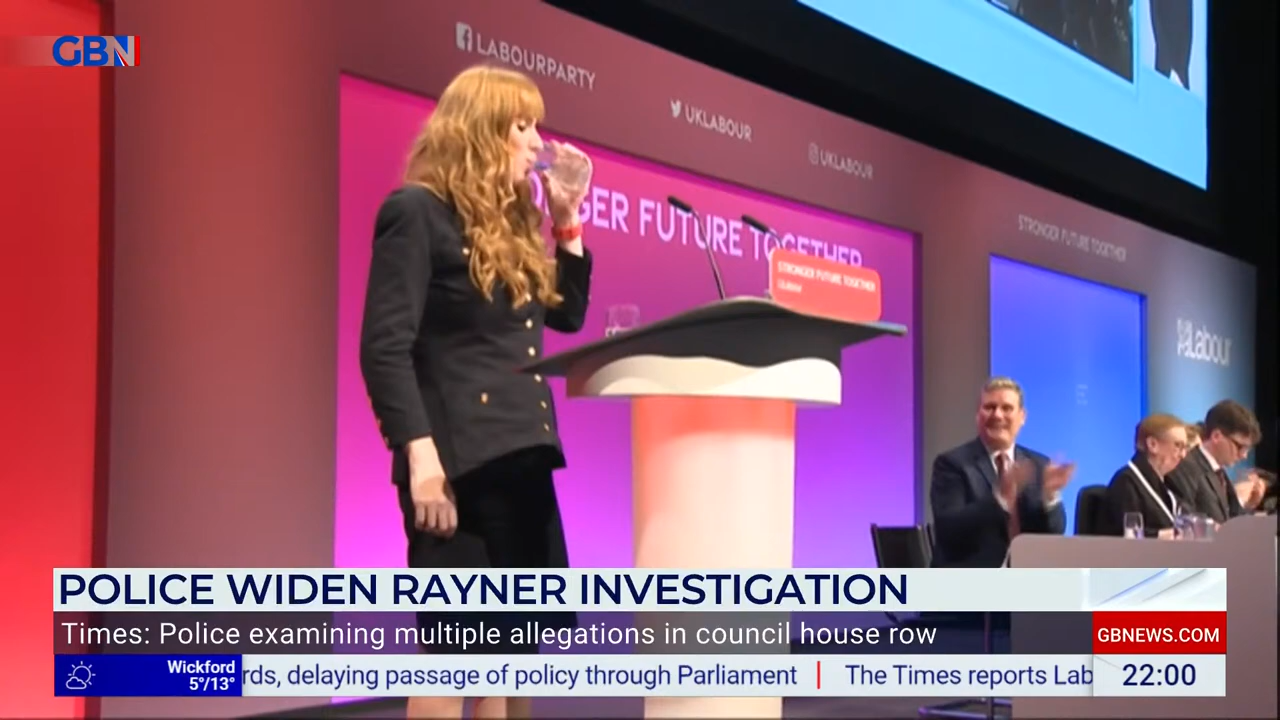 GBN
LABOURPARTY
UKLABOUR
UKLABOUR
GER FUTURE TOGETHER
STRONGER FUTURE TOGETHER
STRONGER FUTURE TOGETHER
Labour
POLICE WIDEN RAYNER INVESTIGATION
Times: Police examining multiple allegations in council house row
GBNEWS.COM
Wickford
5°/13°
rds, delaying passage of policy through Parliament | The Times reports Lab
22:00